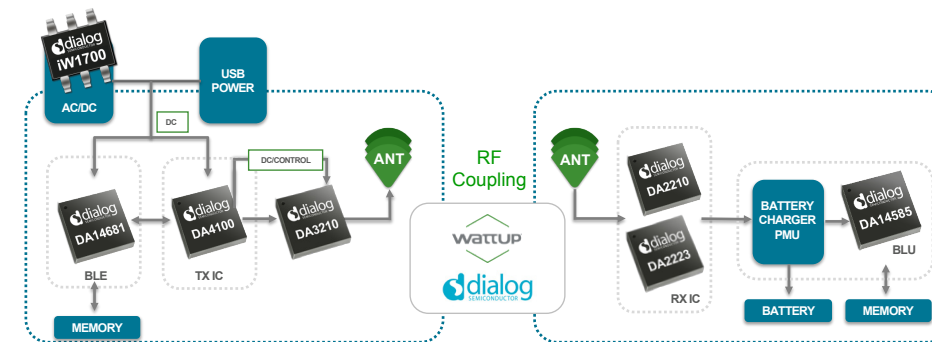 dialog
SEMICONDUCTOR
iW1700
AC/DC
USB
POWER
DC
DC/CONTROL
dialog
DA14681
BLE
MEMORY
dialog
DA4100
TX IC
dialog
DA3210
ANT
RF
Coupling
WATTUP
dialog
SEMICONDUCTOR
ANT
dialog
DA2210
dialog
DA2223
RX IC
BATTERY
CHARGER
PMU
BATTERY
dialog
DA14585
BLU
MEMORY